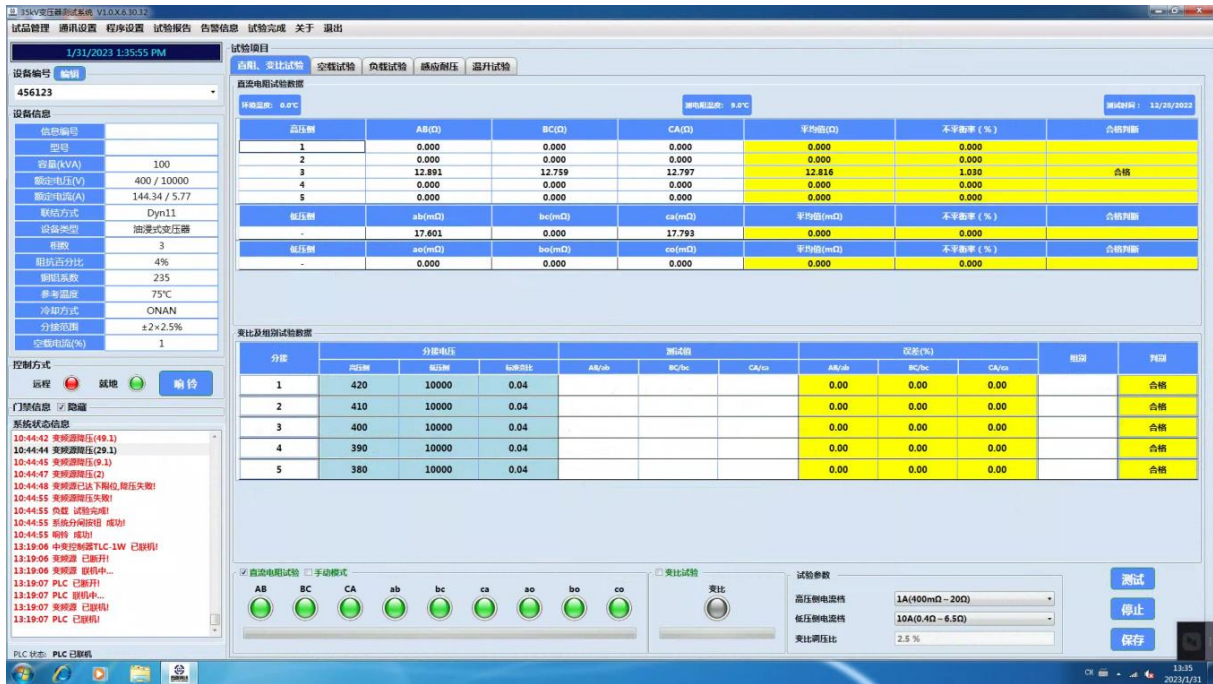 35kV变压器测试系统 V1.0.X.6.30.32
试品管理 通讯设置 程序设置 试验报告 告警信息 试验完成 关于 退出
1/31/2023 1:35:55 PM
设备编号 编辑
456123
设备信息
信息编号
型号
容量(kVA) 100
额定电压(V) 400 / 10000
额定电流(A) 144.34 / 5.77
联结方式 Dyn11
设备类型 油浸式变压器
相数 3
阻抗百分比 4%
铜铝系数 235
参考温度 75℃
冷却方式 ONAN
分接范围 ±2×2.5%
空载电流(%) 1
控制方式
远程 就地 响铃
门禁信息 隐藏
系统状态信息
10:44:42 变频源降压(49.1)
10:44:44 变频源降压(29.1)
10:44:45 变频源降压(9.1)
10:44:47 变频源降压(2)
10:44:48 变频源已达下限位,降压失败!
10:44:55 变频源降压失败!
10:44:55 负载 试验完成!
10:44:55 系统分闸按钮 成功!
10:44:55 响铃 成功!
13:19:06 中变控制器TLC-1W 已联机!
13:19:06 变频源 已断开!
13:19:06 变频源 联机中...
13:19:07 PLC 已断开!
13:19:07 PLC 联机中...
13:19:07 变频源 已联机!
13:19:07 PLC 已联机!
PLC 状态: PLC 已联机
试验项目
直阻、变比试验 空载试验 负载试验 感应耐压 温升试验
直流电阻试验数据
环境温度: 0.0℃ 测电阻温度: 9.0℃ 测试时间: 12/28/2022
高压侧 AB(Ω) BC(Ω) CA(Ω) 平均值(Ω) 不平衡率(%) 合格判断
1 0.000 0.000 0.000 0.000 0.000
2 0.000 0.000 0.000 0.000 0.000
3 12.891 12.759 12.797 12.816 1.030 合格
4 0.000 0.000 0.000 0.000 0.000
5 0.000 0.000 0.000 0.000 0.000
低压侧 ab(mΩ) bc(mΩ) ca(mΩ) 平均值(mΩ) 不平衡率(%) 合格判断
- 17.601 0.000 17.793 0.000 0.000
低压侧 ao(mΩ) bo(mΩ) co(mΩ) 平均值(mΩ) 不平衡率(%) 合格判断
- 0.000 0.000 0.000 0.000 0.000
变比及组别试验数据
分接 分接电压 测试值 误差(%) 组别 判别
高压侧 低压侧 标准变比 AB/ab BC/bc CA/ca AB/ab BC/bc CA/ca
1 420 10000 0.04 0.00 0.00 0.00 合格
2 410 10000 0.04 0.00 0.00 0.00 合格
3 400 10000 0.04 0.00 0.00 0.00 合格
4 390 10000 0.04 0.00 0.00 0.00 合格
5 380 10000 0.04 0.00 0.00 0.00 合格
直流电阻试验 手动模式
AB BC CA ab bc ca ao bo co
变比试验
变比
试验参数
高压侧电流档 1A(400mΩ~20Ω)
低压侧电流档 10A(0.4Ω~6.5Ω)
变比调压比 2.5 %
测试
停止
保存
CH 13:35
2023/1/31